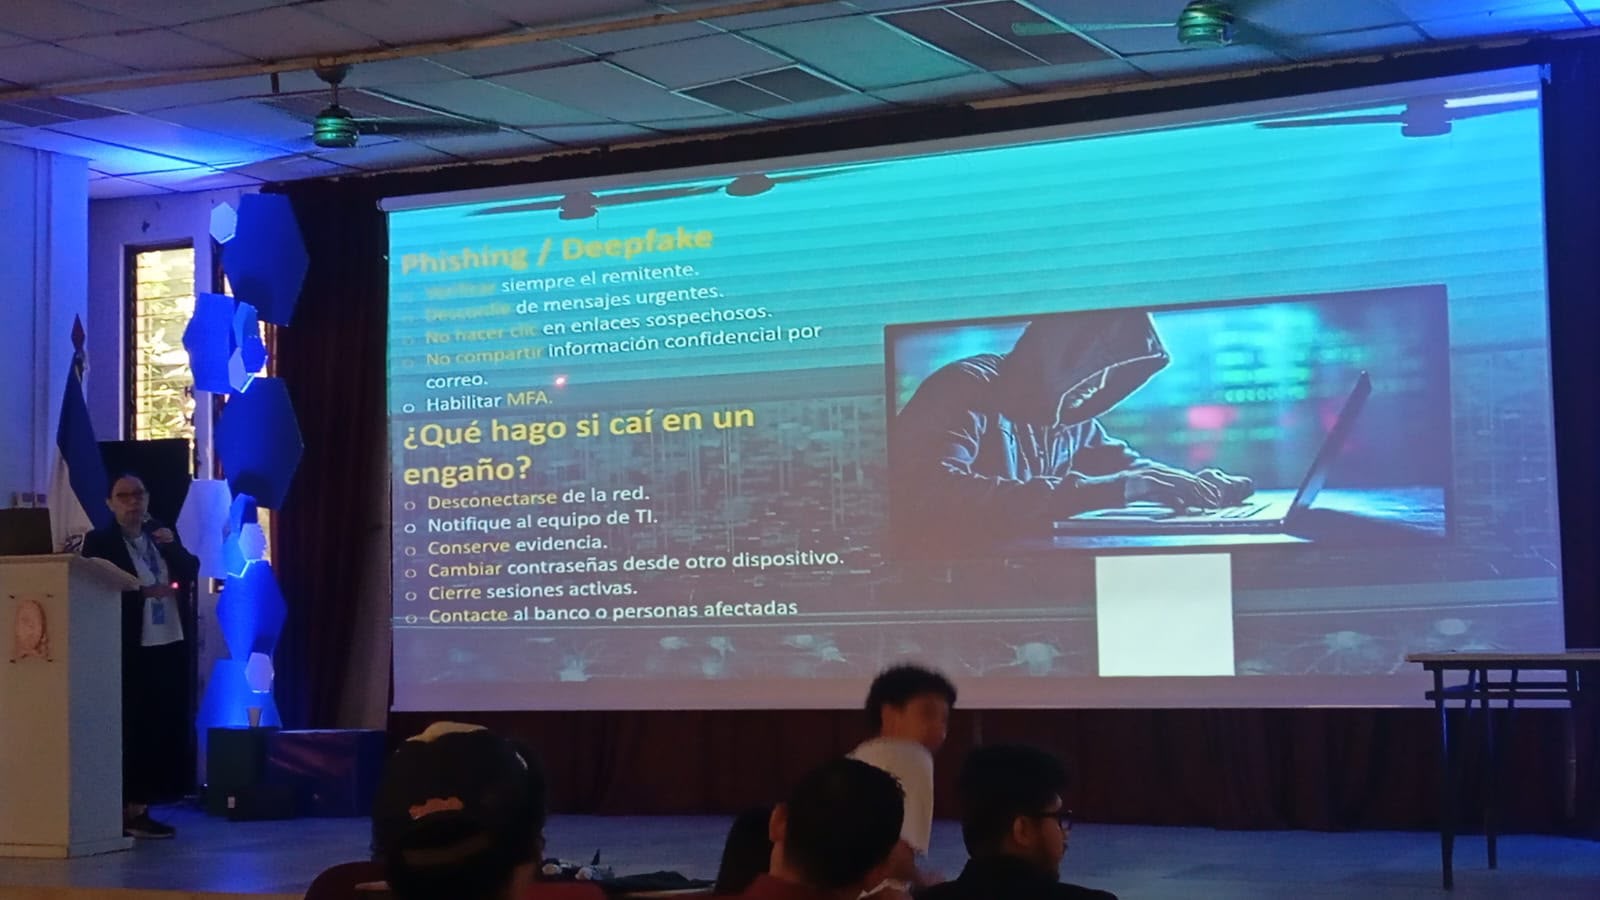 Phishing / Deepfake
o Verificar siempre el remitente.
o Desconfíe de mensajes urgentes.
o No hacer clic en enlaces sospechosos.
o No compartir información confidencial por
correo.
o Habilitar MFA.
¿Qué hago si caí en un
engaño?
o Desconectarse de la red.
o Notifique al equipo de TI.
o Conserve evidencia.
o Cambiar contraseñas desde otro dispositivo.
o Cierre sesiones activas.
o Contacte al banco o personas afectadas